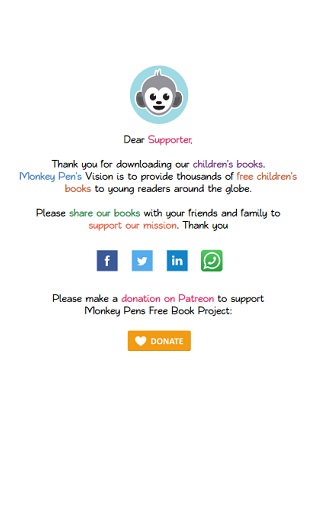 Dear Supporter,
Thank you for downloading our children's books.
Monkey Pen's Vision is to provide thousands of free children's
books to young readers around the globe.
Please share our books with your friends and family to
support our mission. Thank you
Please make a donation on Patreon to support
Monkey Pens Free Book Project:
DONATE